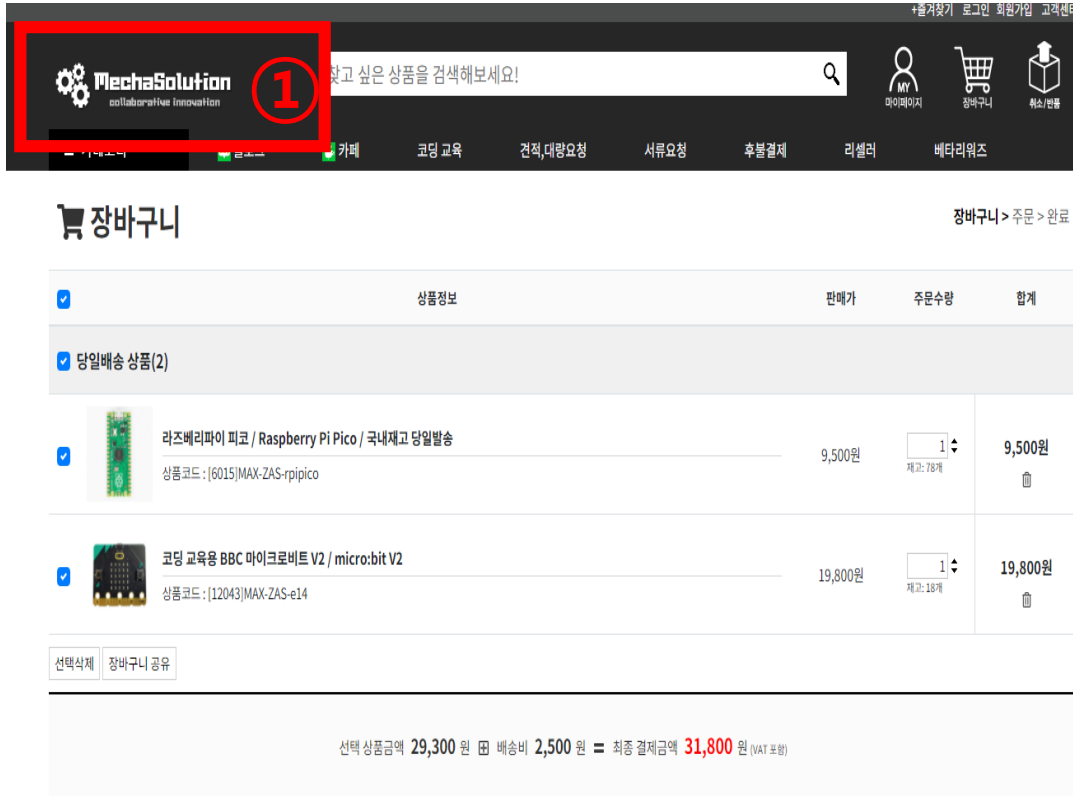 +즐겨찾기 로그인 회원가입 고객센터
MechaSolution
collaborative innovation
①
찾고 싶은 상품을 검색해보세요!
MY
마이페이지
장바구니
취소/반품
카페 코딩 교육 견적,대량요청 서류요청 후불결제 리셀러 베타리워즈
장바구니
장바구니 > 주문 > 완료
상품정보 판매가 주문수량 합계
당일배송 상품(2)
라즈베리파이 피코 / Raspberry Pi Pico / 국내재고 당일발송
상품코드 : [6015]MAX-ZAS-rpipico
9,500원
1
재고: 78개
9,500원
코딩 교육용 BBC 마이크로비트 V2 / micro:bit V2
상품코드 : [12043]MAX-ZAS-e14
19,800원
1
재고: 18개
19,800원
선택삭제 장바구니 공유
선택 상품금액 29,300 원 ⊞ 배송비 2,500 원 = 최종 결제금액 31,800 원 (VAT 포함)